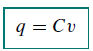 q = Cv